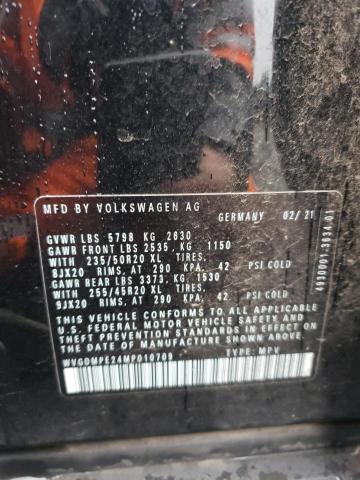 MFD BY VOLKSWAGEN AG
GERMANY 02/21
GVWR LBS 5798 KG 2630
GAWR FRONT LBS 2535 KG 1150
WITH 235/50R20 XL TIRES,
8JX20 RIMS, AT 290 KPA, 42 PSI COLD
GAWR REAR LBS 3373, KG 1530
WITH 255/45R20 XL TIRES,
9JX20 RIMS, AT 290 KPA, 42 PSI COLD
THIS VEHICLE CONFORMS TO ALL APPLICABLE
FEDERAL MOTOR VEHICLE SAFETY AND
THEFT PREVENTION STANDARDS IN EFFECT ON
THE DATE OF MANUFACTURE SHOWN ABOVE.
TYPE: MPV